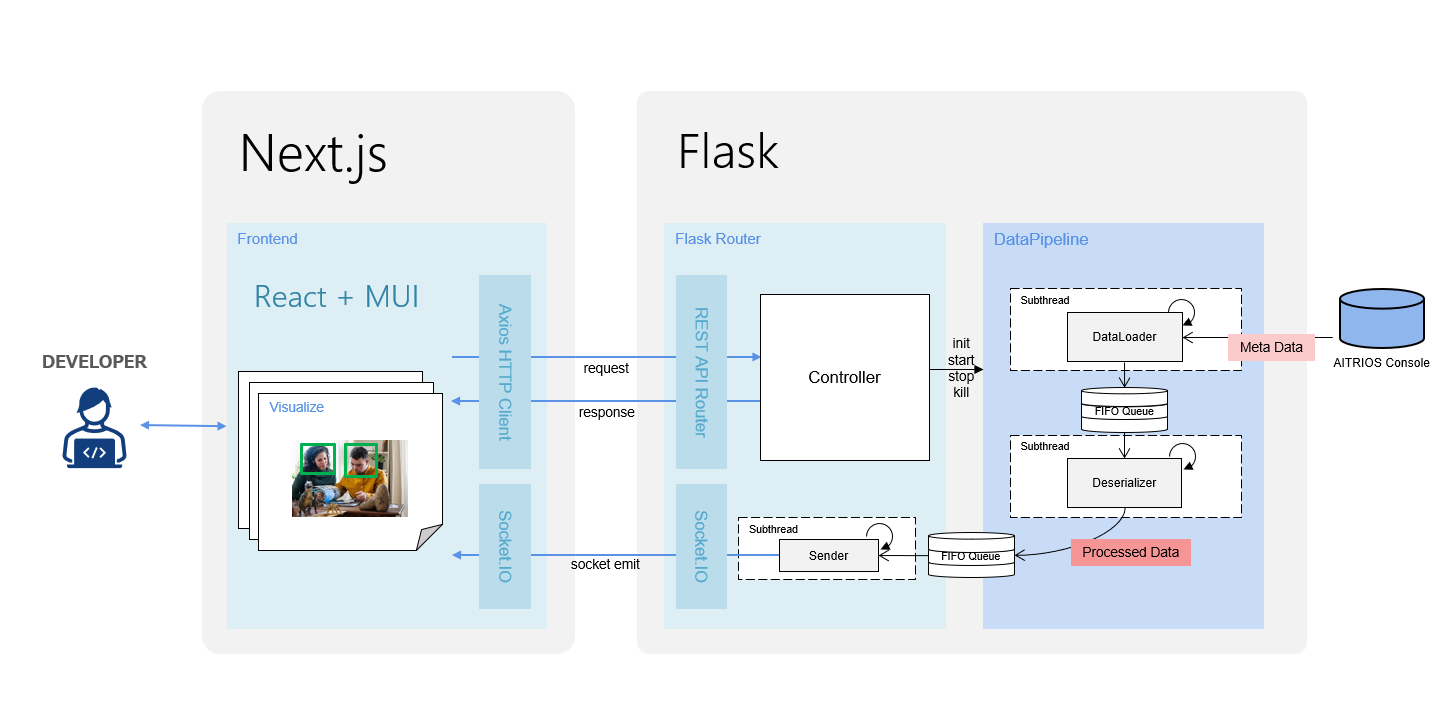 Next.js
Flask
Frontend
React + MUI
Axios HTTP Client
Socket.IO
Visualize
DEVELOPER
</>
request
response
socket emit
Flask Router
REST API Router
Socket.IO
Controller
init
start
stop
kill
Subthread
Sender
FIFO Queue
DataPipeline
Subthread
DataLoader
FIFO Queue
Subthread
Deserializer
Processed Data
Meta Data
AITRIOS Console